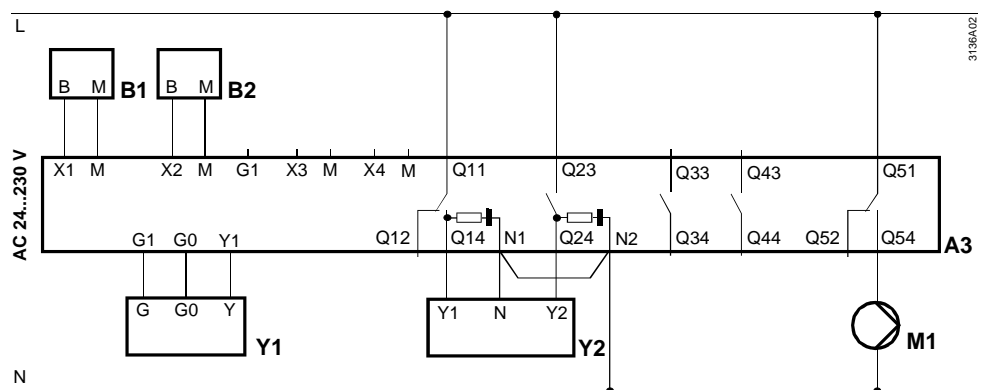 L
3136A02
B M B1 B M B2
AC 24...230 V
X1 M X2 M G1 X3 M X4 M Q11 Q23 Q33 Q43 Q51
G1 G0 Y1 Q12 Q14 N1 Q24 N2 Q34 Q44 Q52 Q54 A3
G G0 Y Y1 Y1 N Y2 Y2 M1
N